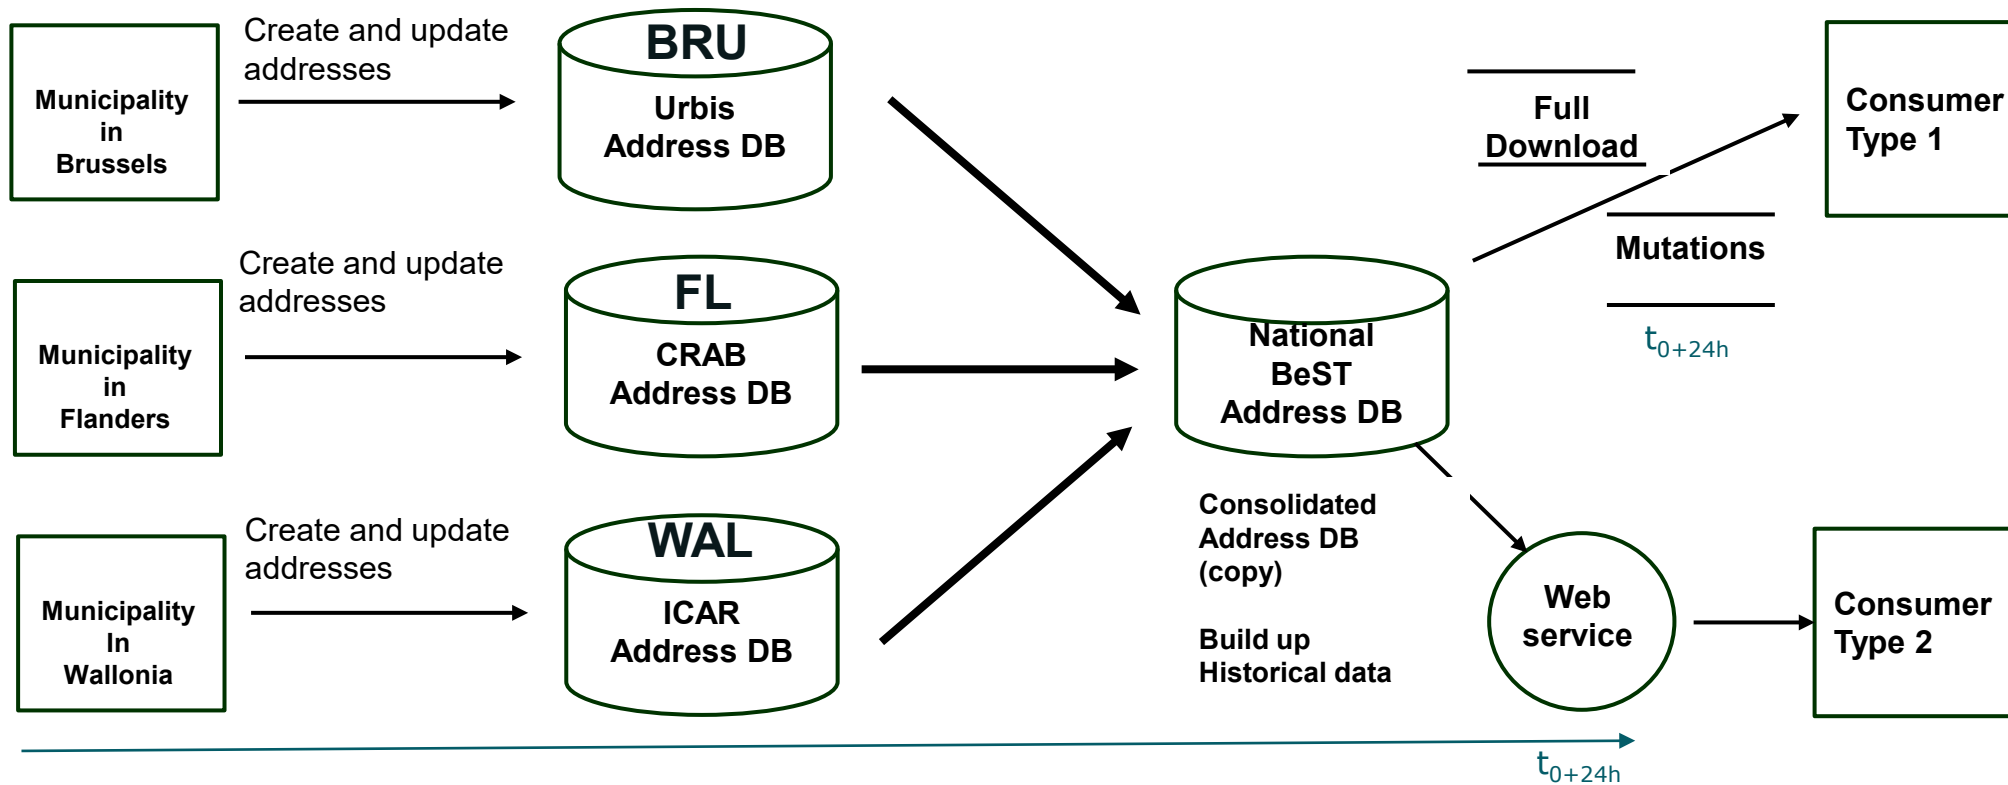 Create and update
addresses
Municipality
in
Brussels
BRU
Urbis
Address DB
Full
Download
Consumer
Type 1
Create and update
addresses
Municipality
in
Flanders
FL
CRAB
Address DB
National
BeST
Address DB
Mutations
t0+24h
Create and update
addresses
Municipality
In
Wallonia
WAL
ICAR
Address DB
Consolidated
Address DB
(copy)
Build up
Historical data
Web
service
Consumer
Type 2
t0+24h